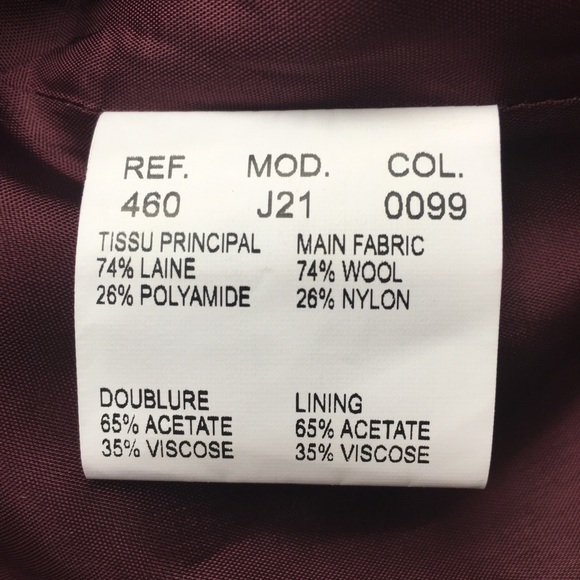 REF. MOD. COL.
460 J21 0099
TISSU PRINCIPAL MAIN FABRIC
74% LAINE 74% WOOL
26% POLYAMIDE 26% NYLON
DOUBLURE LINING
65% ACETATE 65% ACETATE
35% VISCOSE 35% VISCOSE